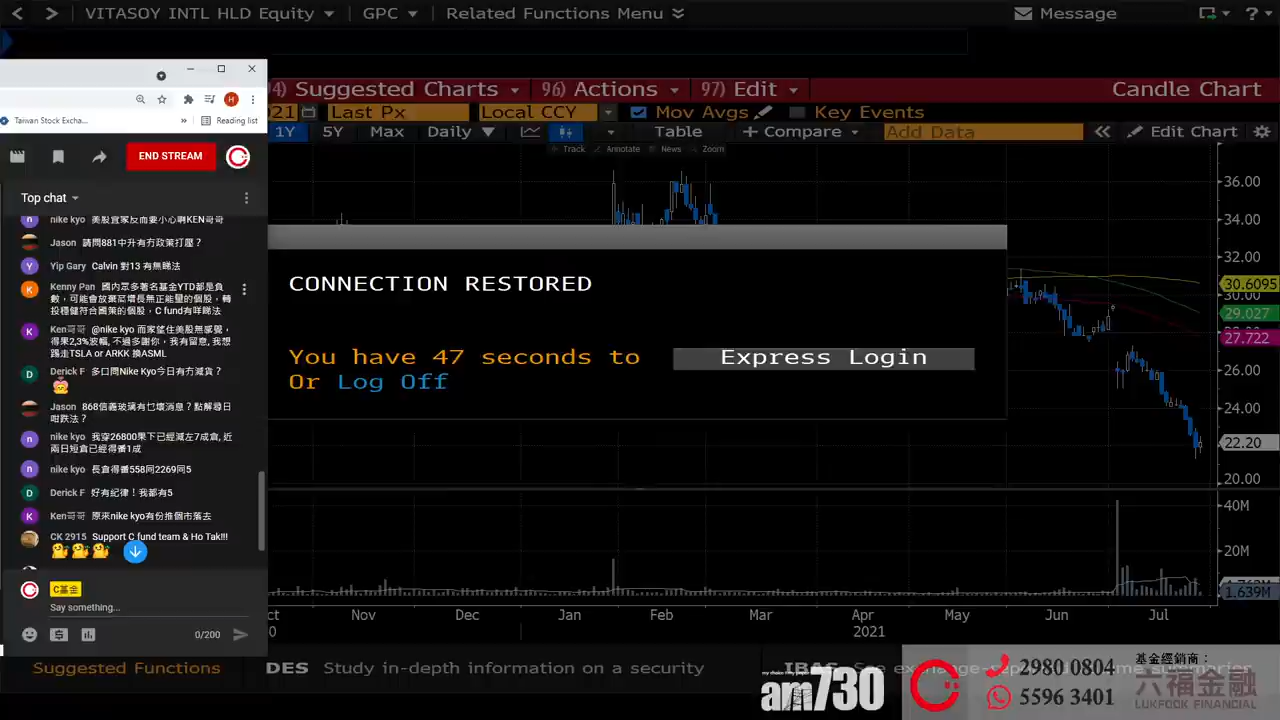 VITASOY INTL HLD Equity
GPC
Related Functions Menu
Message
?
Suggested Charts
96) Actions
97) Edit
Candle Chart
Last Px
Local CCY
Mov Avgs
Key Events
1Y
5Y
Max
Daily
Table
+ Compare
Add Data
Edit Chart
Track
Annotate
News
Zoom
Taiwan Stock Excha...
Reading list
END STREAM
Top chat
nike kyo 美股宜家反而要小心啊KEN哥哥
Jason 請問881中升有冇政策打壓？
Yip Gary Calvin 對13 有無睇法
Kenny Pan 國內眾多著名基金YTD都是負
數，可能會放棄芯增長無正能量的個股，轉
投穩健符合國策的個股，C fund有咩睇法
Ken哥哥 @nike kyo 而家望住美股無感覺，
得果2,3%波幅, 不過多謝你，我有留意, 我想
踢走TSLA or ARKK 換ASML
Derick F 多口問Nike Kyo今日有冇減貨？
Jason 868信義玻璃有乜壞消息？點解尋日
咁跌法？
nike kyo 我穿26800果下已經減左7成倉, 近
兩日短倉已經得番1成
nike kyo 長倉得番558同2269同5
Derick F 好有紀律！我都有5
Ken哥哥 原來nike kyo有份推個市落去
CK 2915 Support C fund team & Ho Tak!!!
C基金
Say something...
0/200
CONNECTION RESTORED
You have 47 seconds to
Express Login
Or Log Off
36.00
34.00
32.00
30.6095
30.00
29.027
27.722
26.00
24.00
22.20
20.00
40M
20M
1.639M
Nov
Dec
Jan
Feb
Mar
Apr
May
Jun
Jul
2021
Suggested Functions
DES Study in-depth information on a security
am730
2980 0804
5596 3401
基金經銷商：
六福金融
LUKFOOK FINANCIAL